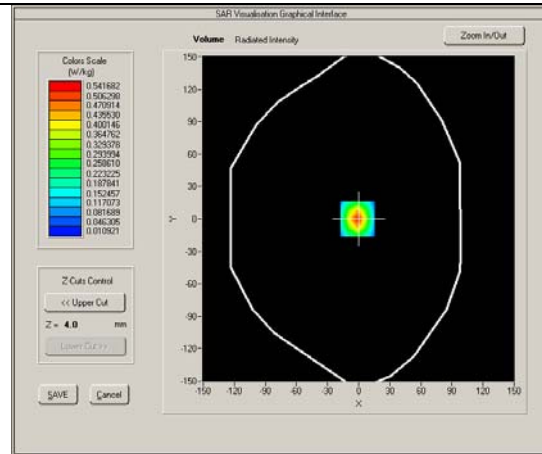 SAR Visualisation Graphical Interface
Volume Radiated Intensity
Zoom In/Out
Colors Scale
(W/kg)
0.541682
0.506298
0.470914
0.435530
0.400146
0.364762
0.329378
0.293994
0.258610
0.223225
0.187841
0.152457
0.117073
0.081689
0.046305
0.010921
Z Cuts Control
<< Upper Cut
Z = 4.0 mm
Lower Cut >>
SAVE
Cancel
150-
120-
90-
60-
30-
Y
0-
-30-
-60-
-90-
-120-
-150-
-150 -120 -90 -60 -30 0 30 60 90 120 150
X